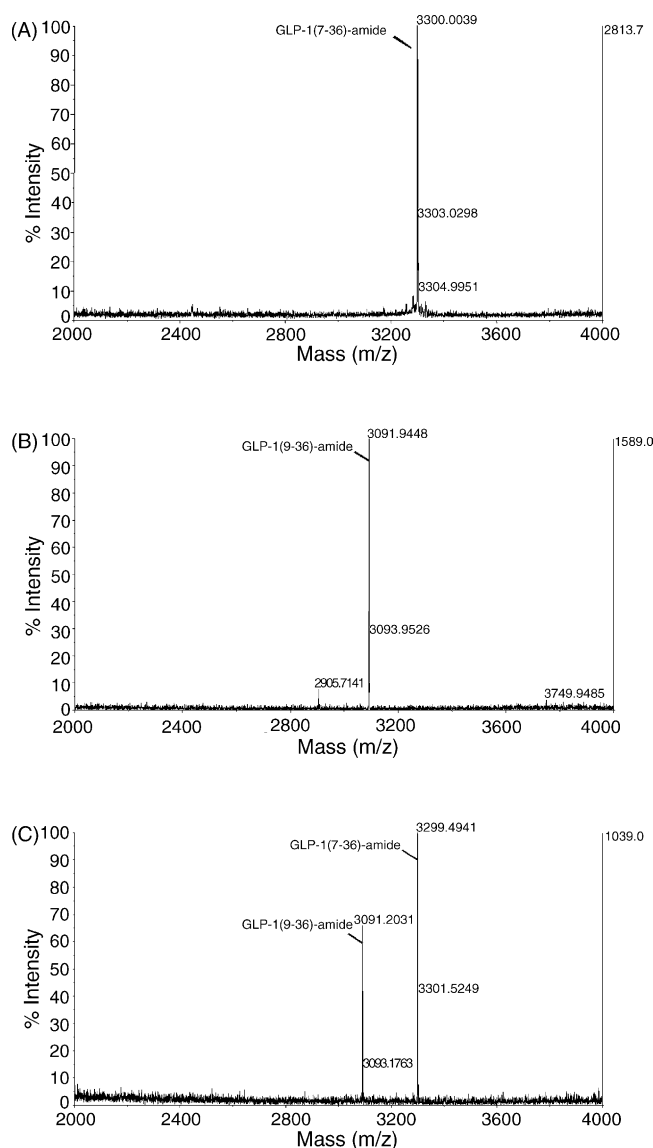 (A)
100
90
80
70
60
50
40
30
20
10
0
% Intensity
GLP-1(7-36)-amide
3300.0039
2813.7
3303.0298
3304.9951
2000 2400 2800 3200 3600 4000
Mass (m/z)
(B)
100
90
80
70
60
50
40
30
20
10
0
% Intensity
3091.9448
GLP-1(9-36)-amide
1589.0
3093.9526
2905.7141
3749.9485
2000 2400 2800 3200 3600 4000
Mass (m/z)
(C)
100
90
80
70
60
50
40
30
20
10
0
% Intensity
3299.4941
1039.0
GLP-1(7-36)-amide
GLP-1(9-36)-amide
3091.2031
3301.5249
3093.1763
2000 2400 2800 3200 3600 4000
Mass (m/z)